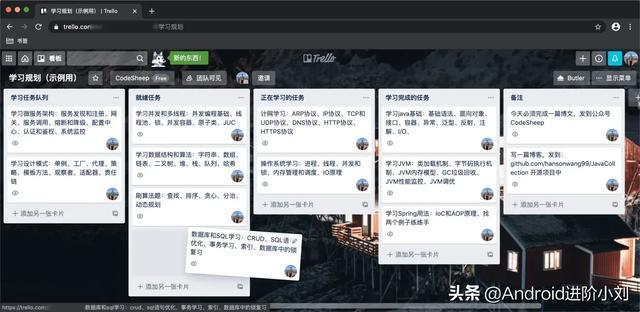 学习规划（示例用）| Trello
trello.com
学习规划
书签
看板
新的东西！
Trello
学习规划（示例用）
CodeSheep
Free
团队可见
邀请
Butler
显示菜单
学习任务队列
学习微服务架构：服务发现和注册、网
关、服务调用、熔断和降级、配置中
心、认证和鉴权、系统监控
学习设计模式：单例、工厂、代理、策
略、模板方法、观察者、适配器、责任
链
+ 添加另一张卡片
就绪任务
学习并发和多线程：并发编程基础、线
程池、锁、并发容器、原子类、JUC
学习数据结构和算法：字符串、数组、
链表、二叉树、堆、栈、队列、哈希
刷算法题：查找、排序、贪心、分治、
动态规划
数据库和SQL学习：CRUD、SQL语
优化、事务学习、索引、数据库中的锁
复习
+ 添加另一张卡片
正在学习的任务
计网学习：ARP协议、IP协议、TCP和
UDP协议、DNS协议、HTTP协议、
HTTPS协议
操作系统学习：进程、线程、并发和
锁、内存管理和调度、IO原理
+ 添加另一张卡片
学习完成的任务
学习java基础：基础语法、面向对象、
接口、容器、异常、泛型、反射、注
解、I/O、
学习JVM：类加载机制、字节码执行机
制、JVM内存模型、GC垃圾回收、
JVM性能监控、JVM调优
学习Spring用法：IoC和AOP原理、找
两个例子练练手
+ 添加另一张卡片
备注
今天必须完成一篇博文，发到公众号
CodeSheep
写一篇博客，发到：
github.com/hansonwang99/JavaCollection
开源项目中
+ 添加另一张卡片
https://trello.com/
数据库和sql学习：crud、sql语句优化、事务学习、索引、数据库中的锁复习
头条 @Android进阶小刘